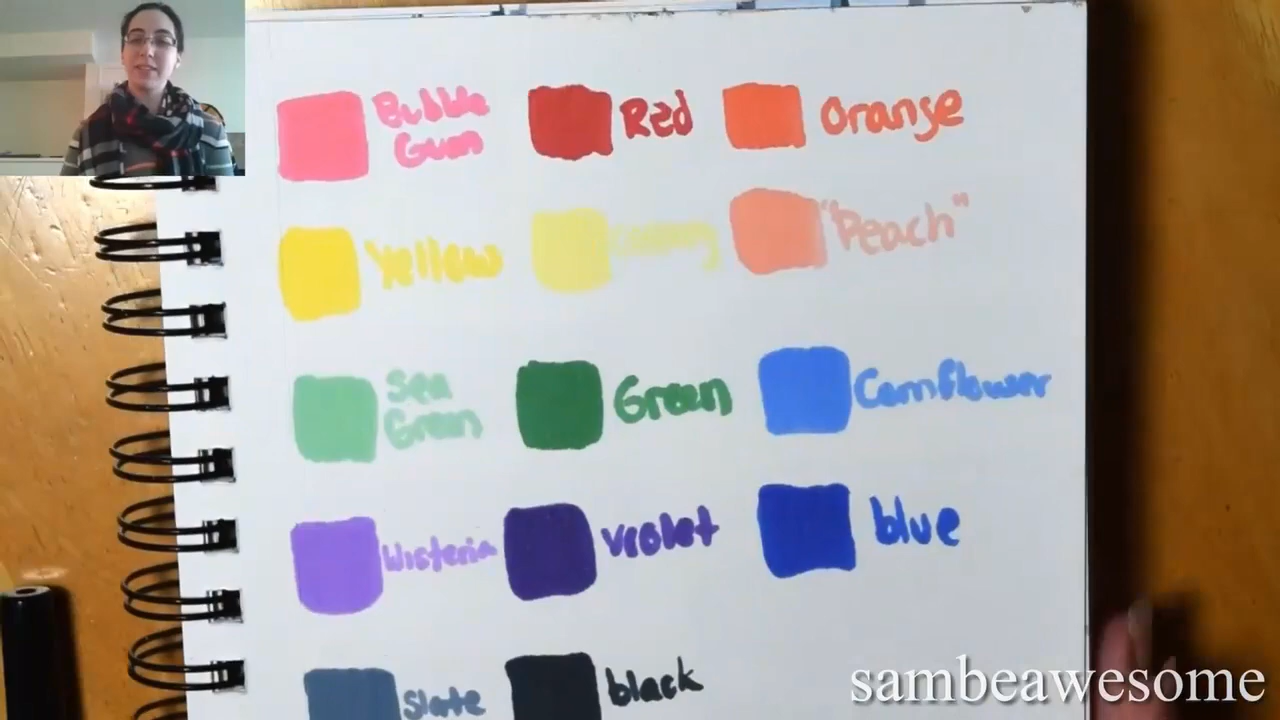 Bubble
Gum
Red
Orange
Yellow
"Peach"
Sea
Green
Green
Cornflower
Wisteria
Violet
blue
Slate
black
sambeawesome